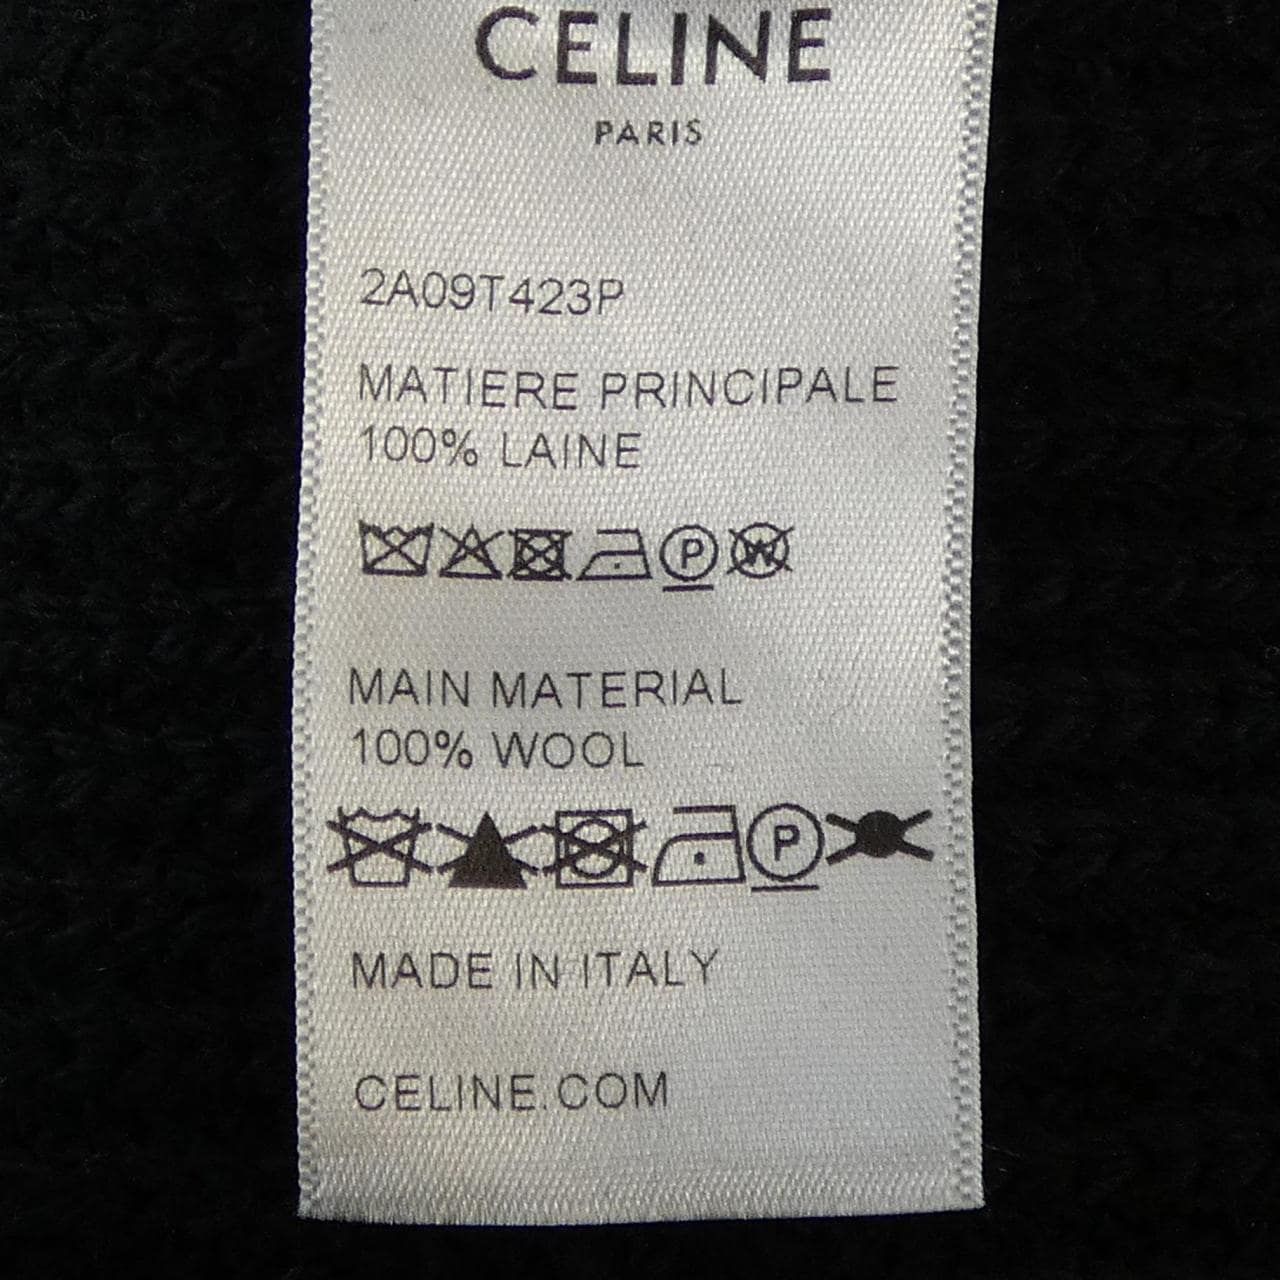 CELINE
PARIS
2A09T423P
MATIERE PRINCIPALE
100% LAINE
P W
MAIN MATERIAL
100% WOOL
P
MADE IN ITALY
CELINE.COM